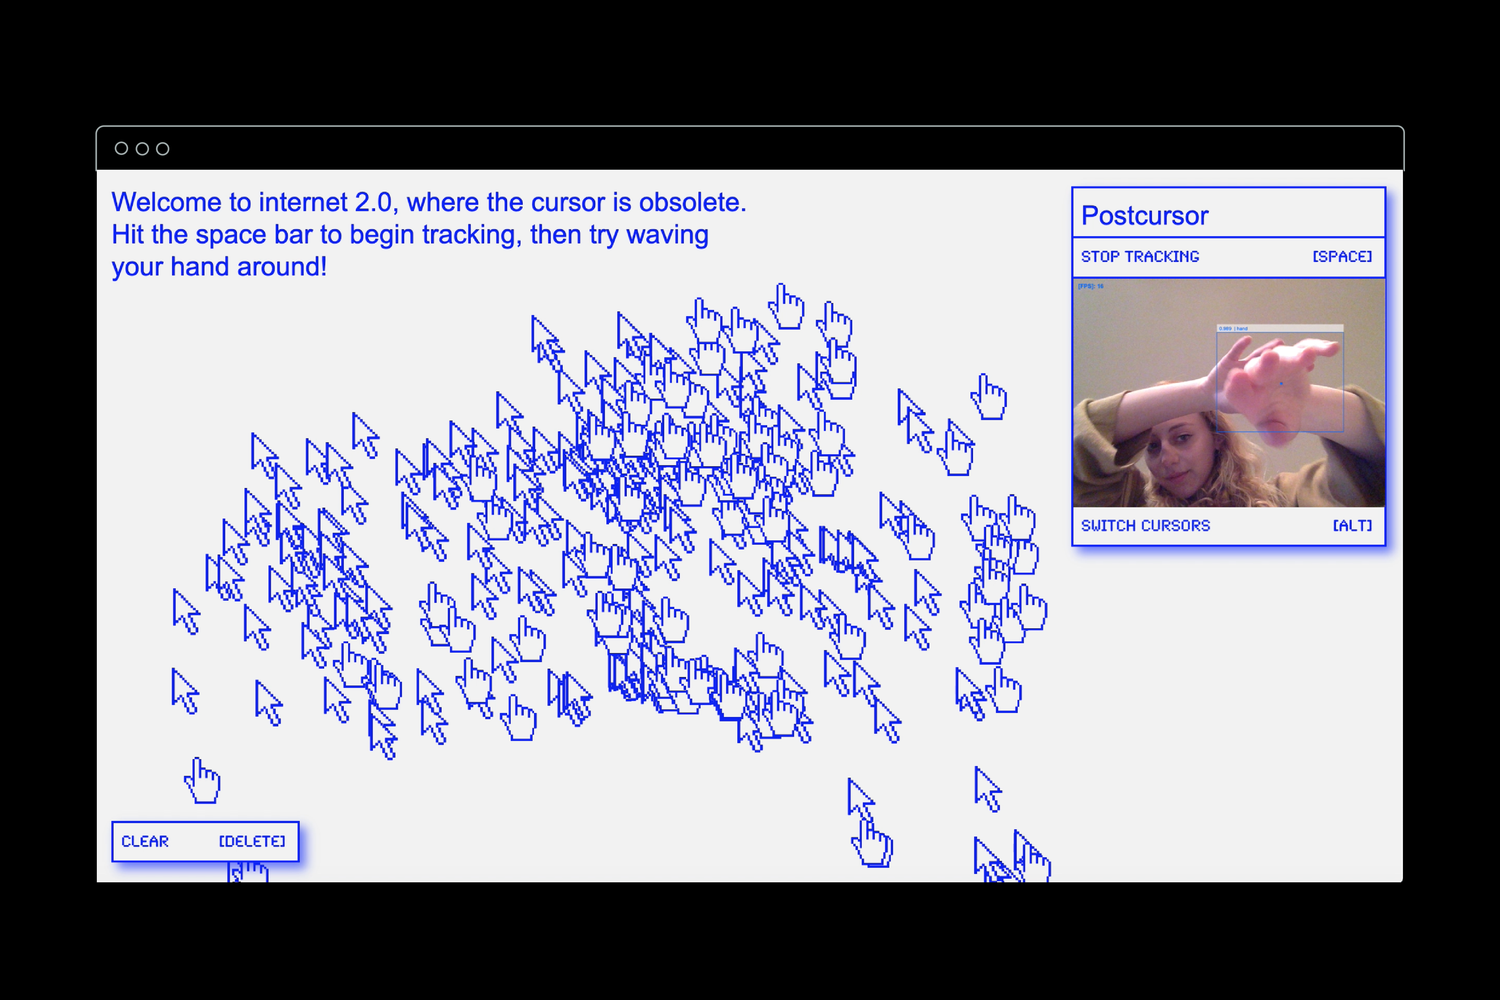 Welcome to internet 2.0, where the cursor is obsolete.
Hit the space bar to begin tracking, then try waving
your hand around!
Postcursor
STOP TRACKING [SPACE]
[FPS]: 16
0.989 | hand
SWITCH CURSORS [ALT]
CLEAR [DELETE]